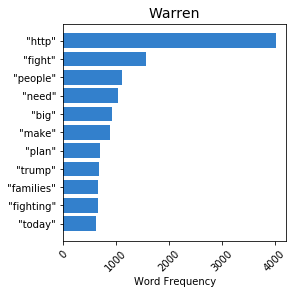 Warren
"http"
"fight"
"people"
"need"
"big"
"make"
"plan"
"trump"
"families"
"fighting"
"today"
0 1000 2000 3000 4000
Word Frequency